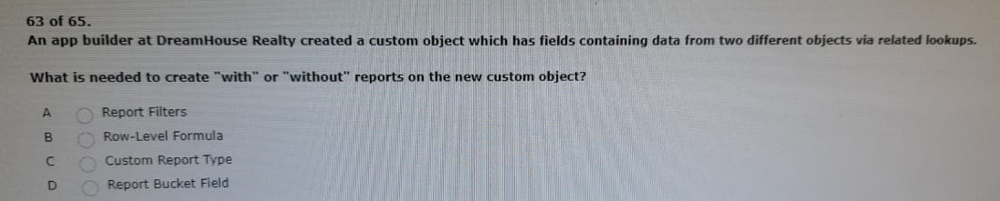 63 of 65.
An app builder at DreamHouse Realty created a custom object which has fields containing data from two different objects via related lookups.
What is needed to create "with" or "without" reports on the new custom object?
A Report Filters
B Row-Level Formula
C Custom Report Type
D Report Bucket Field